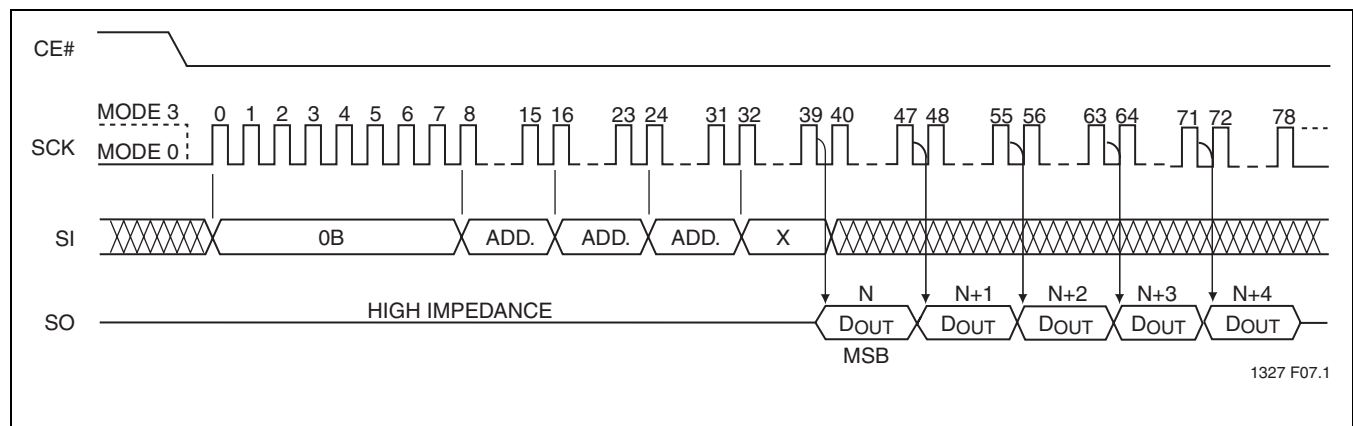 CE#
MODE 3 0 1 2 3 4 5 6 7 8 15 16 23 24 31 32 39 40 47 48 55 56 63 64 71 72 78
SCK MODE 0
SI 0B ADD. ADD. ADD. X
N N+1 N+2 N+3 N+4
SO HIGH IMPEDANCE DOUT DOUT DOUT DOUT DOUT
MSB
1327 F07.1